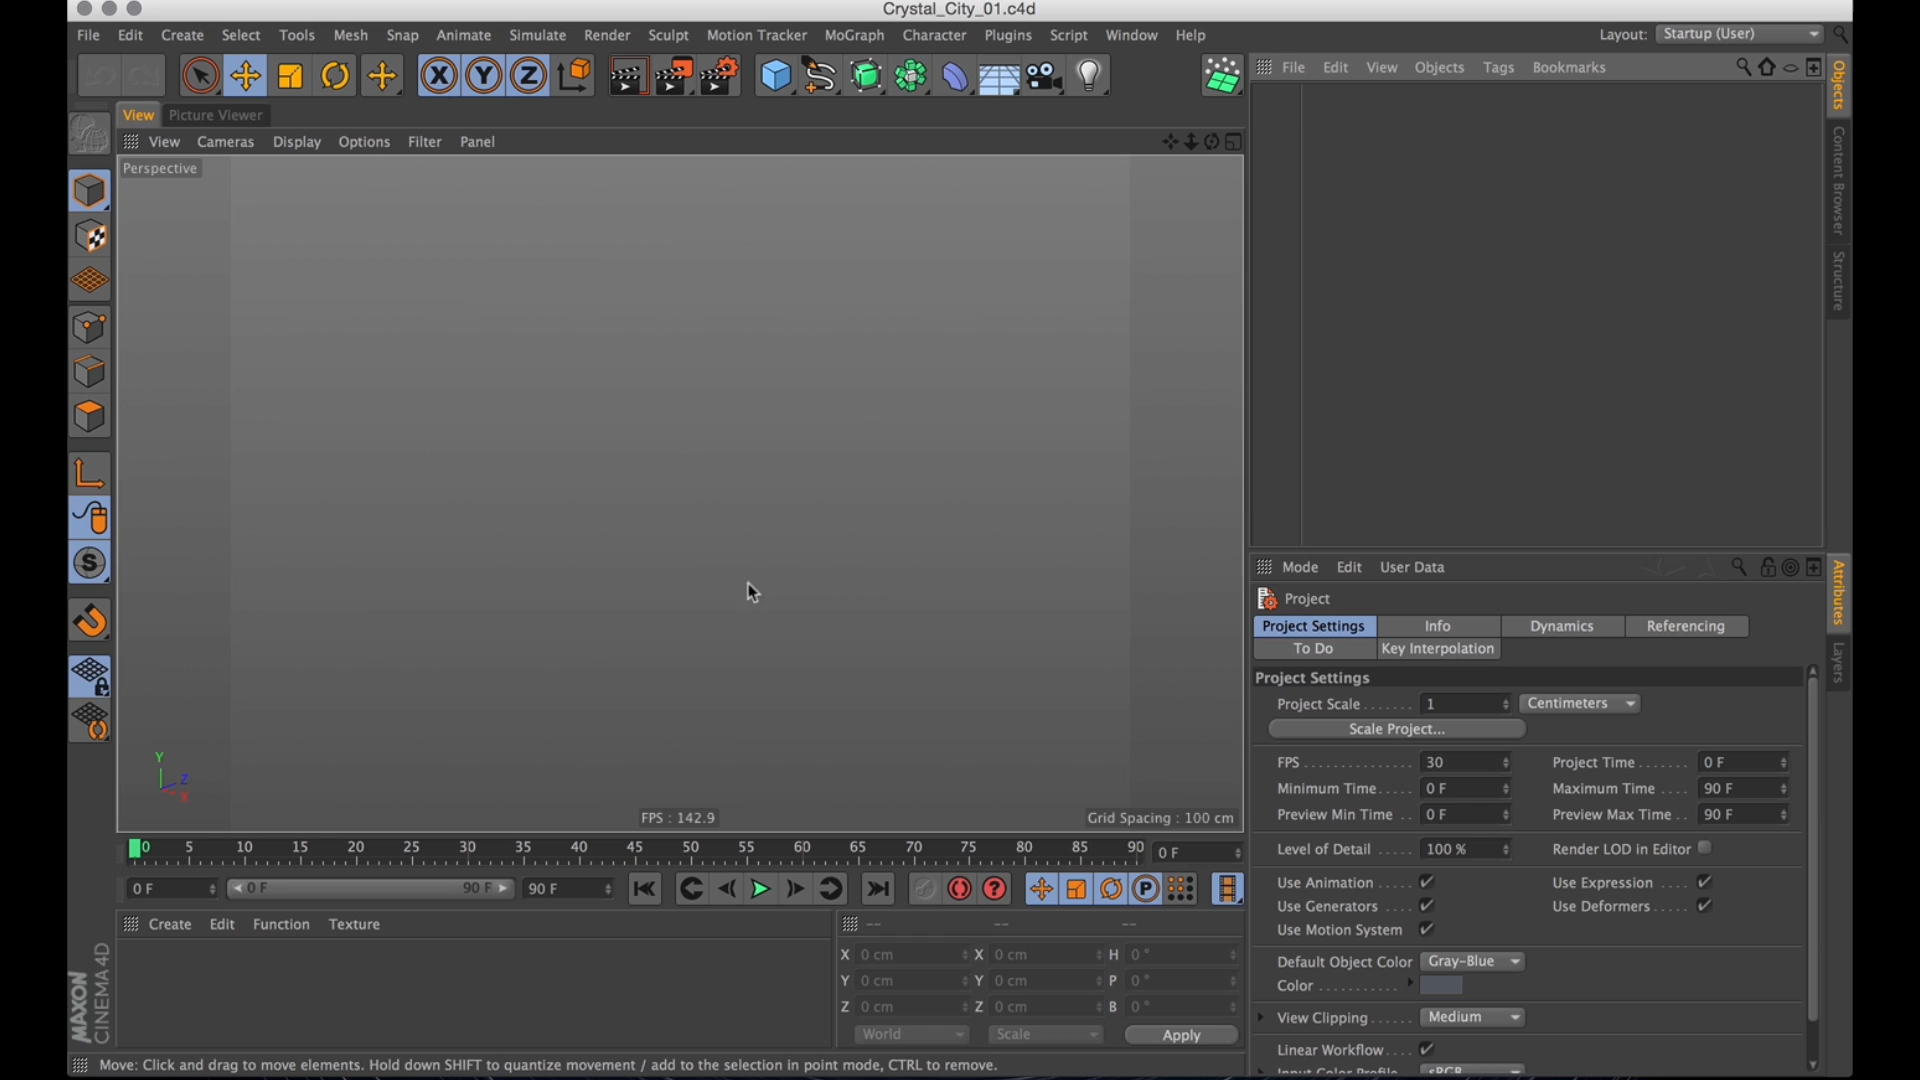 Crystal_City_01.c4d
File Edit Create Select Tools Mesh Snap Animate Simulate Render Sculpt Motion Tracker MoGraph Character Plugins Script Window Help
Layout: Startup (User)
File Edit View Objects Tags Bookmarks
Objects
Content Browser
Structure
View Picture Viewer
View Cameras Display Options Filter Panel
Perspective
X Y Z
S
Y
Z
X
FPS : 142.9
Grid Spacing : 100 cm
0 5 10 15 20 25 30 35 40 45 50 55 60 65 70 75 80 85 90 0 F
0 F 0 F 90 F 90 F
P
Create Edit Function Texture
-- -- --
X 0 cm X 0 cm H 0 °
Y 0 cm Y 0 cm P 0 °
Z 0 cm Z 0 cm B 0 °
World Scale Apply
MAXON
CINEMA 4D
Move: Click and drag to move elements. Hold down SHIFT to quantize movement / add to the selection in point mode, CTRL to remove.
Mode Edit User Data
Attributes
Layers
Project
Project Settings Info Dynamics Referencing
To Do Key Interpolation
Project Settings
Project Scale . . . . . . . 1 Centimeters
Scale Project...
FPS . . . . . . . . . . . . . . 30 Project Time . . . . . . . 0 F
Minimum Time. . . . . 0 F Maximum Time . . . . 90 F
Preview Min Time . . 0 F Preview Max Time . . 90 F
Level of Detail . . . . . 100 % Render LOD in Editor
Use Animation . . . . Use Expression . . . .
Use Generators . . . . Use Deformers . . . . .
Use Motion System
Default Object Color Gray-Blue
Color . . . . . . . . . . .
View Clipping . . . . . . Medium
Linear Workflow. . . .
Input Color Profile sRGB